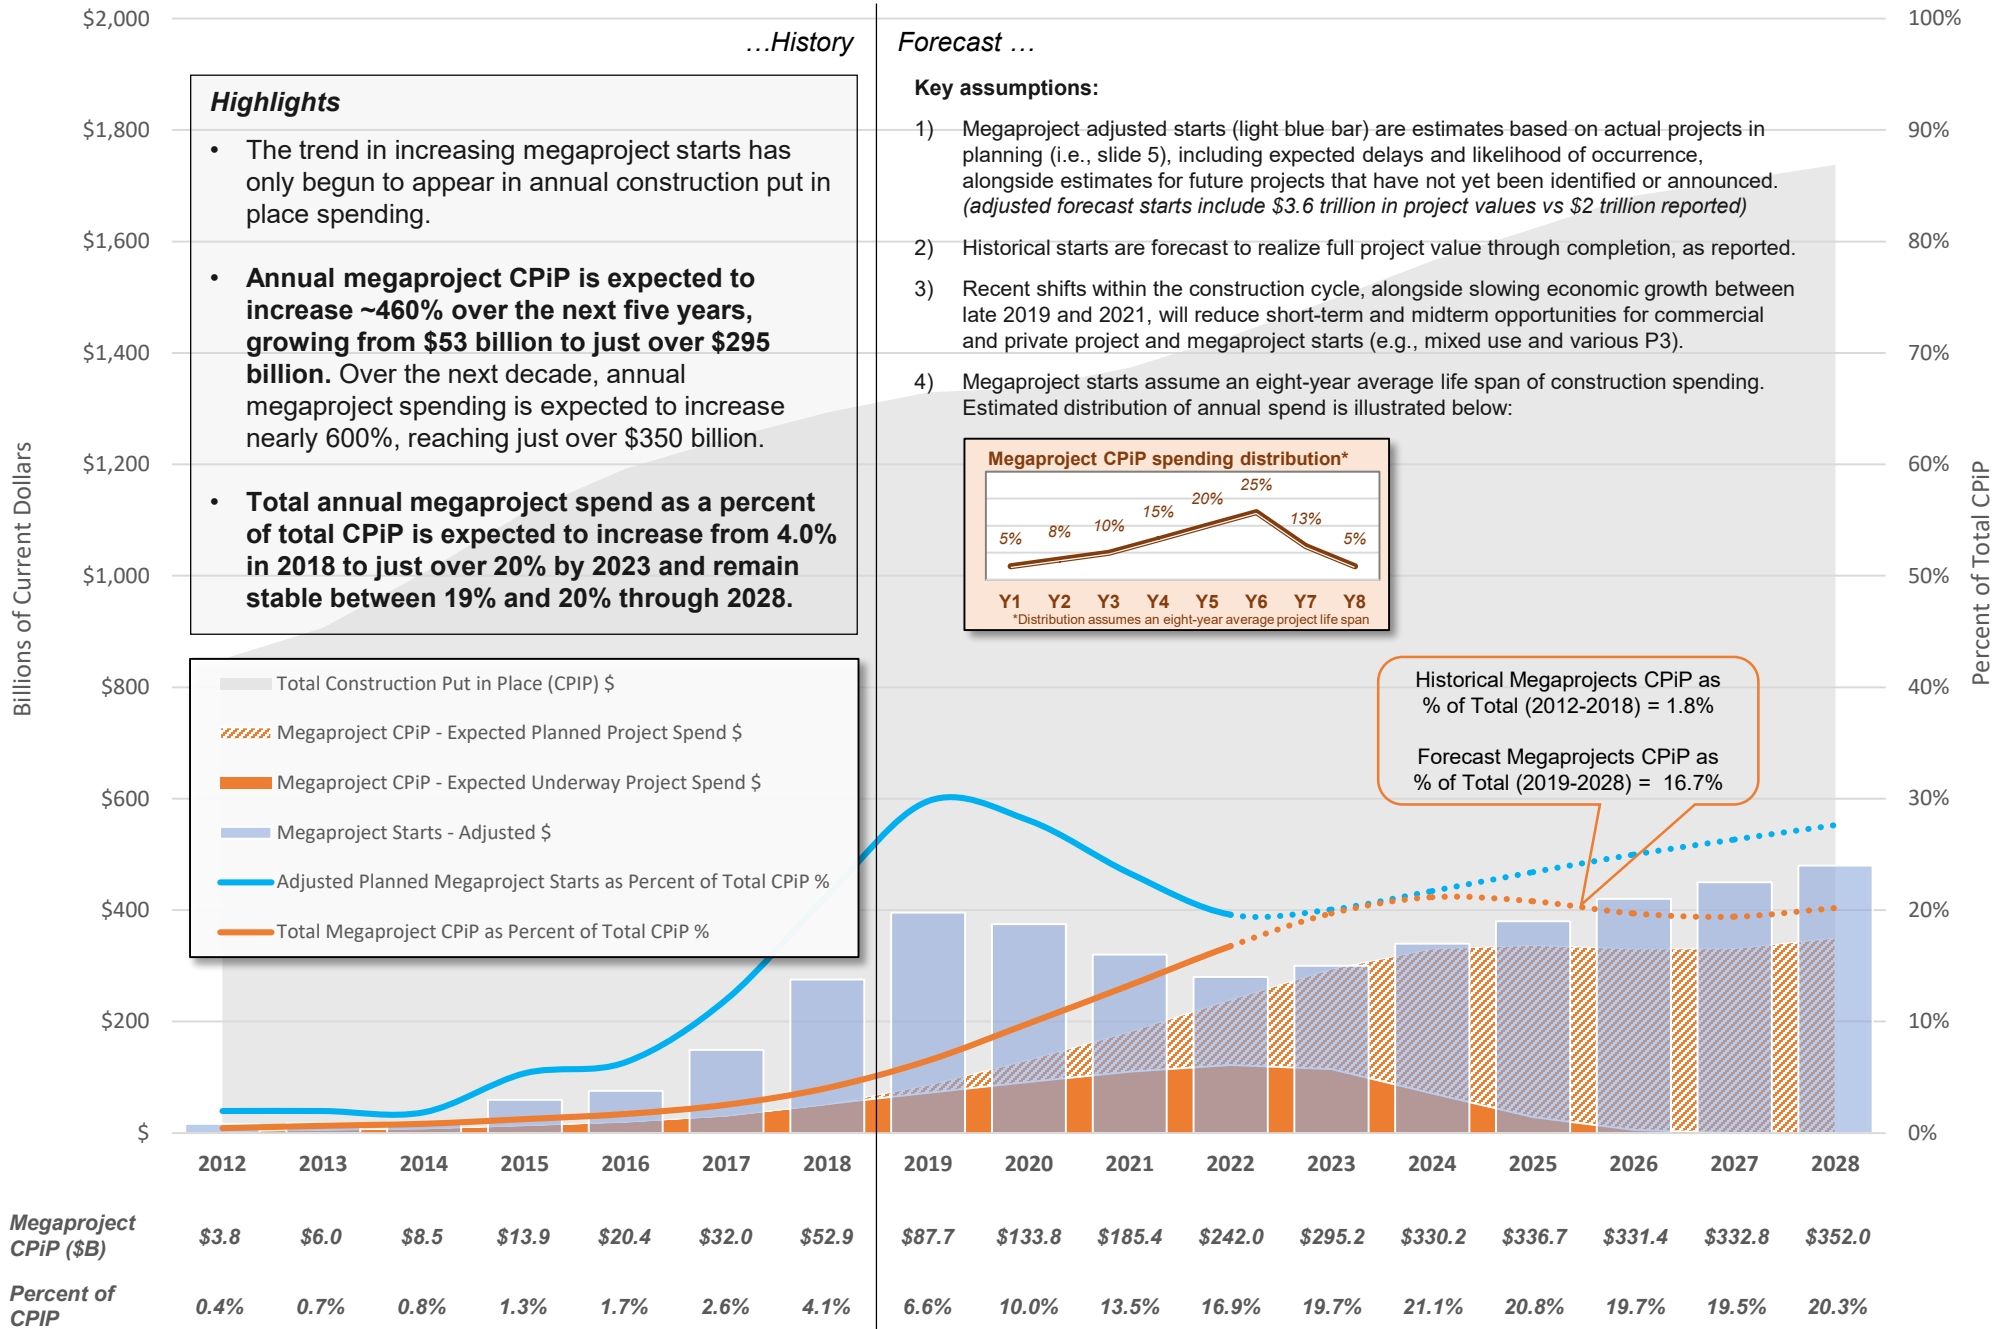 …History
Forecast …
Highlights
• The trend in increasing megaproject starts has
only begun to appear in annual construction put in
place spending.
• Annual megaproject CPiP is expected to
increase ~460% over the next five years,
growing from $53 billion to just over $295
billion. Over the next decade, annual
megaproject spending is expected to increase
nearly 600%, reaching just over $350 billion.
• Total annual megaproject spend as a percent
of total CPiP is expected to increase from 4.0%
in 2018 to just over 20% by 2023 and remain
stable between 19% and 20% through 2028.
Key assumptions:
1) Megaproject adjusted starts (light blue bar) are estimates based on actual projects in
planning (i.e., slide 5), including expected delays and likelihood of occurrence,
alongside estimates for future projects that have not yet been identified or announced.
(adjusted forecast starts include $3.6 trillion in project values vs $2 trillion reported)
2) Historical starts are forecast to realize full project value through completion, as reported.
3) Recent shifts within the construction cycle, alongside slowing economic growth between
late 2019 and 2021, will reduce short-term and midterm opportunities for commercial
and private project and megaproject starts (e.g., mixed use and various P3).
4) Megaproject starts assume an eight-year average life span of construction spending.
Estimated distribution of annual spend is illustrated below:
Megaproject CPiP spending distribution*
5% 8% 10% 15% 20% 25% 13% 5%
Y1 Y2 Y3 Y4 Y5 Y6 Y7 Y8
*Distribution assumes an eight-year average project life span
Total Construction Put in Place (CPIP) $
Megaproject CPiP - Expected Planned Project Spend $
Megaproject CPiP - Expected Underway Project Spend $
Megaproject Starts - Adjusted $
Adjusted Planned Megaproject Starts as Percent of Total CPiP %
Total Megaproject CPiP as Percent of Total CPiP %
Historical Megaprojects CPiP as
% of Total (2012-2018) = 1.8%
Forecast Megaprojects CPiP as
% of Total (2019-2028) = 16.7%
Billions of Current Dollars
$2,000
$1,800
$1,600
$1,400
$1,200
$1,000
$800
$600
$400
$200
$
Percent of Total CPiP
100%
90%
80%
70%
60%
50%
40%
30%
20%
10%
0%
2012 2013 2014 2015 2016 2017 2018 2019 2020 2021 2022 2023 2024 2025 2026 2027 2028
Megaproject
CPiP ($B)
$3.8 $6.0 $8.5 $13.9 $20.4 $32.0 $52.9 $87.7 $133.8 $185.4 $242.0 $295.2 $330.2 $336.7 $331.4 $332.8 $352.0
Percent of
CPIP
0.4% 0.7% 0.8% 1.3% 1.7% 2.6% 4.1% 6.6% 10.0% 13.5% 16.9% 19.7% 21.1% 20.8% 19.7% 19.5% 20.3%